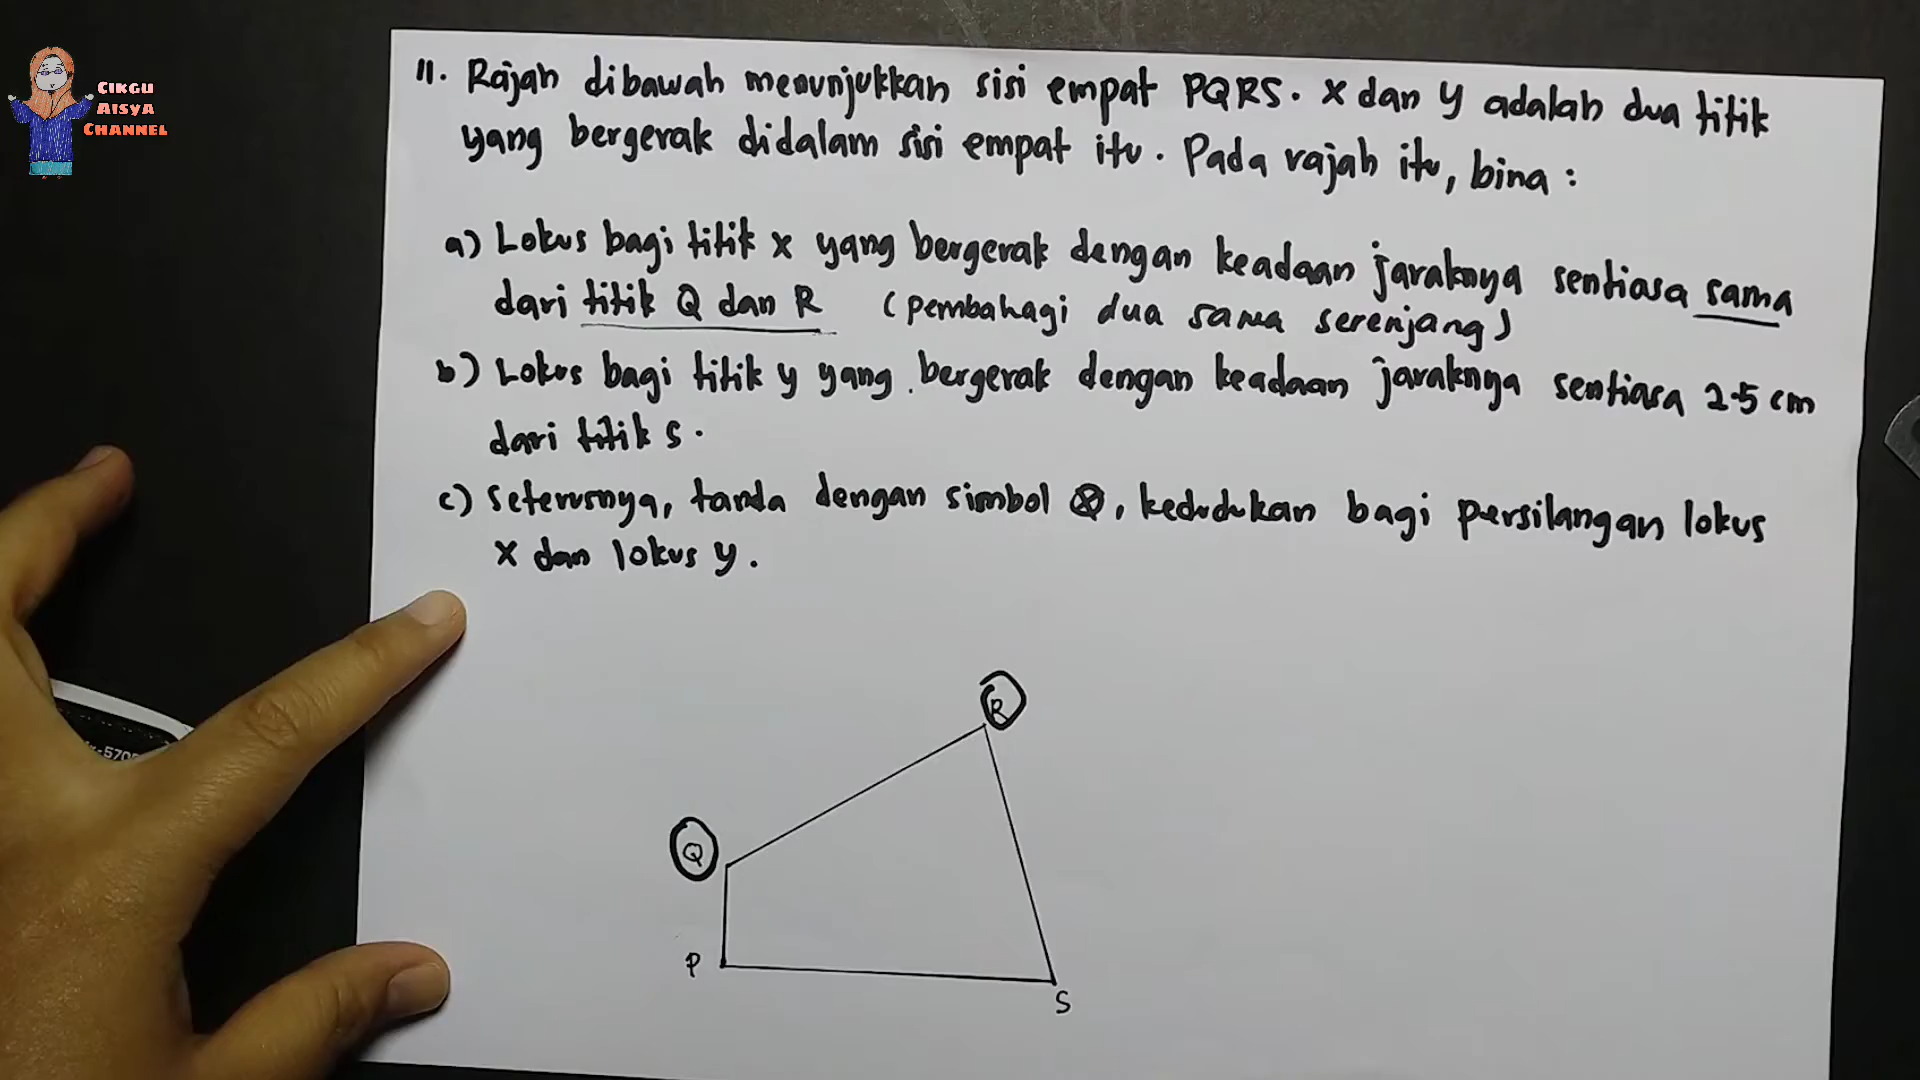 CIKGU
AISYA
CHANNEL
11. Rajah dibawah menunjukkan sisi empat PQRS. X dan Y adalah dua titik
yang bergerak didalam sisi empat itu. Pada rajah itu, bina :
a) Lokus bagi titik X yang bergerak dengan keadaan jaraknya sentiasa sama
dari titik Q dan R (pembahagi dua sama serenjang)
b) Lokus bagi titik Y yang bergerak dengan keadaan jaraknya sentiasa 2.5 cm
dari titik S.
c) Seterusnya, tanda dengan simbol ⊗, kedudukan bagi persilangan lokus
X dan lokus Y.
R
Q
P
S